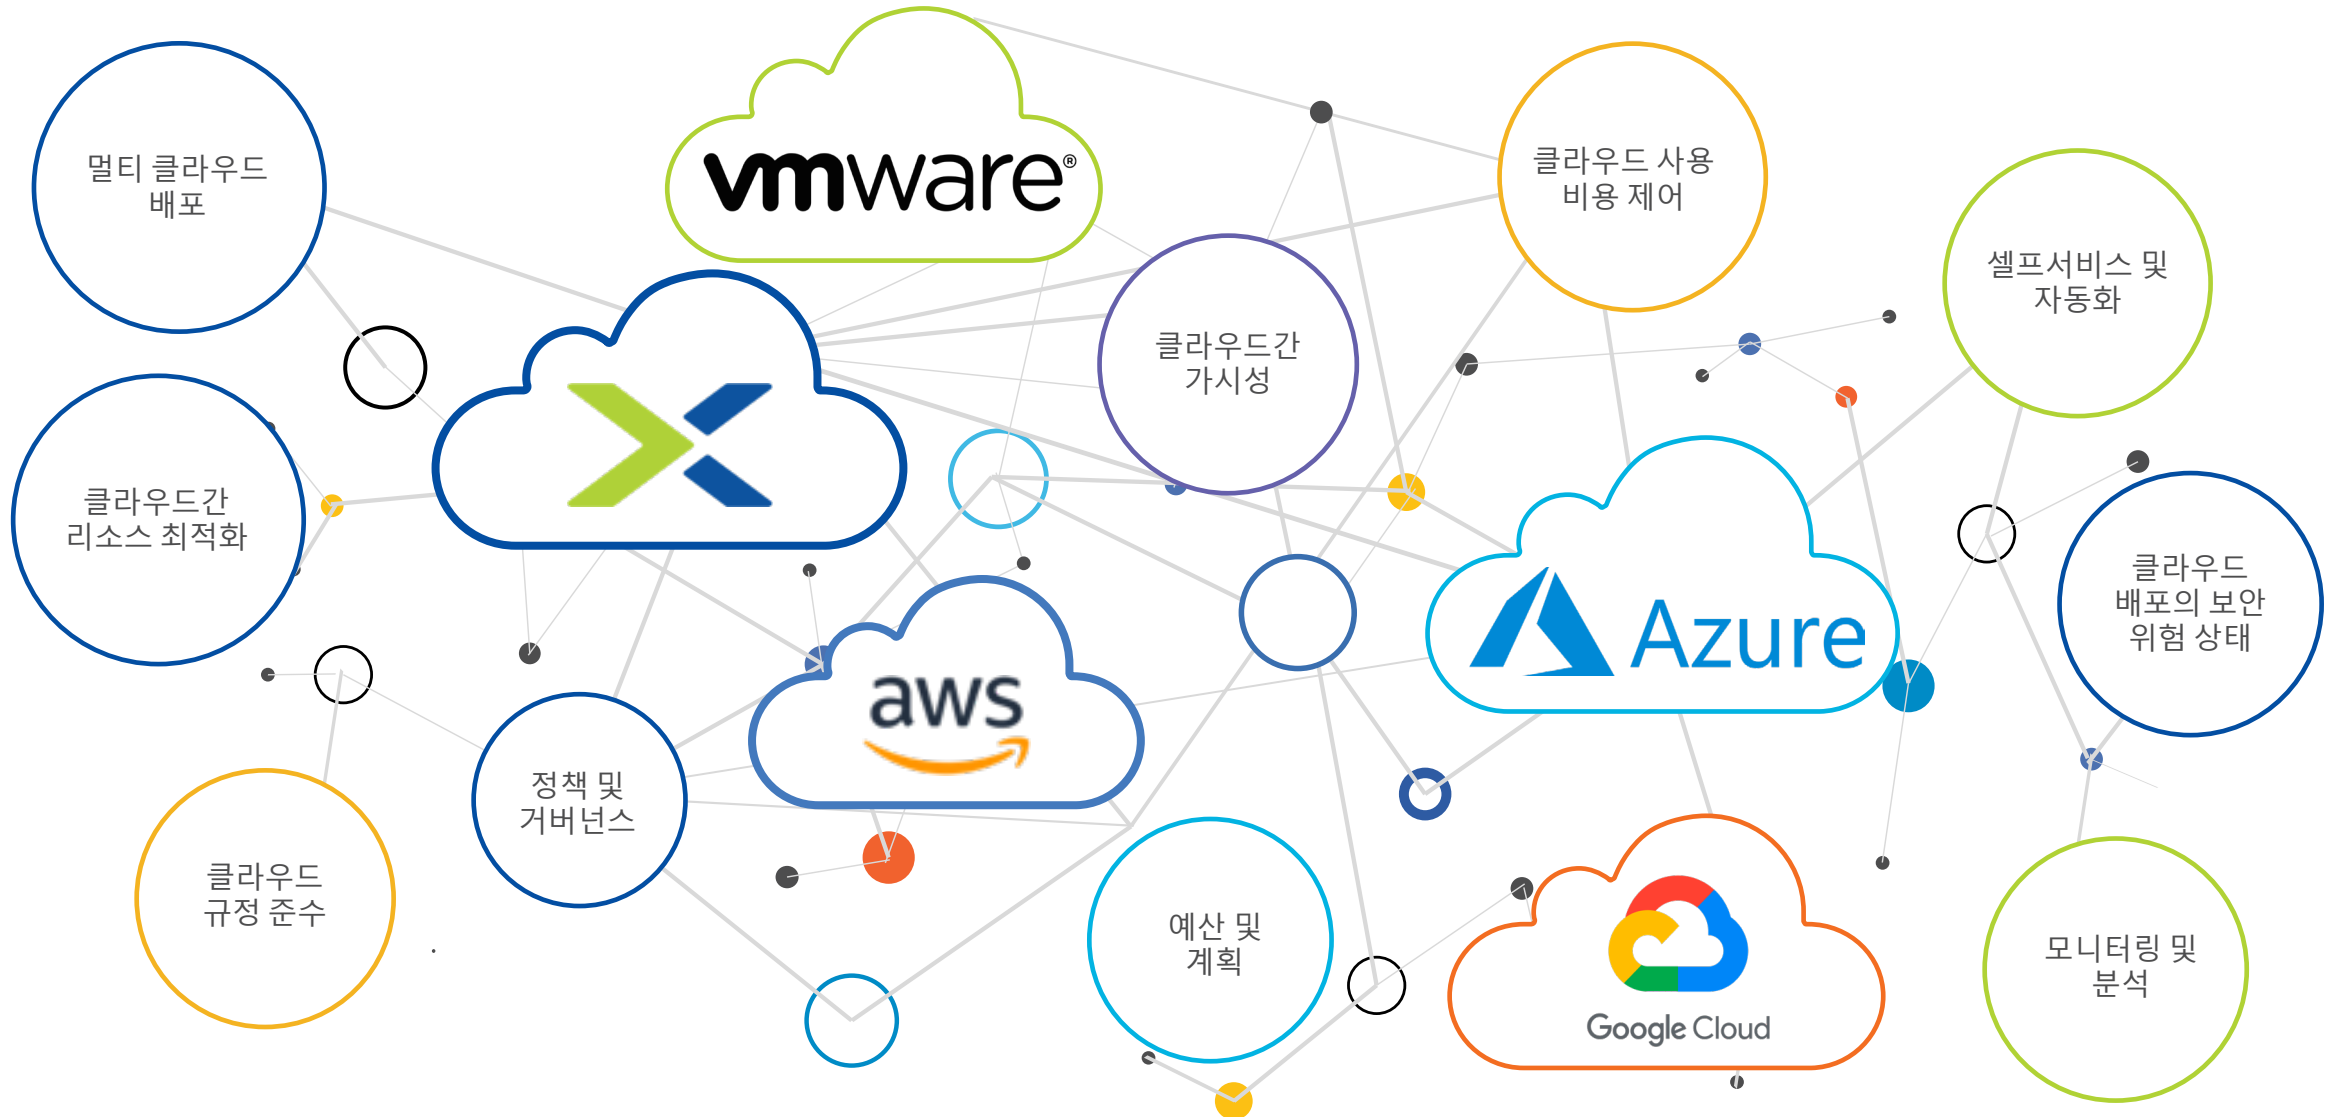 멀티 클라우드
배포
vmware®
클라우드 사용
비용 제어
셀프서비스 및
자동화
클라우드간
가시성
클라우드간
리소스 최적화
클라우드
배포의 보안
위험 상태
Azure
aws
정책 및
거버넌스
클라우드
규정 준수
예산 및
계획
Google Cloud
모니터링 및
분석
.